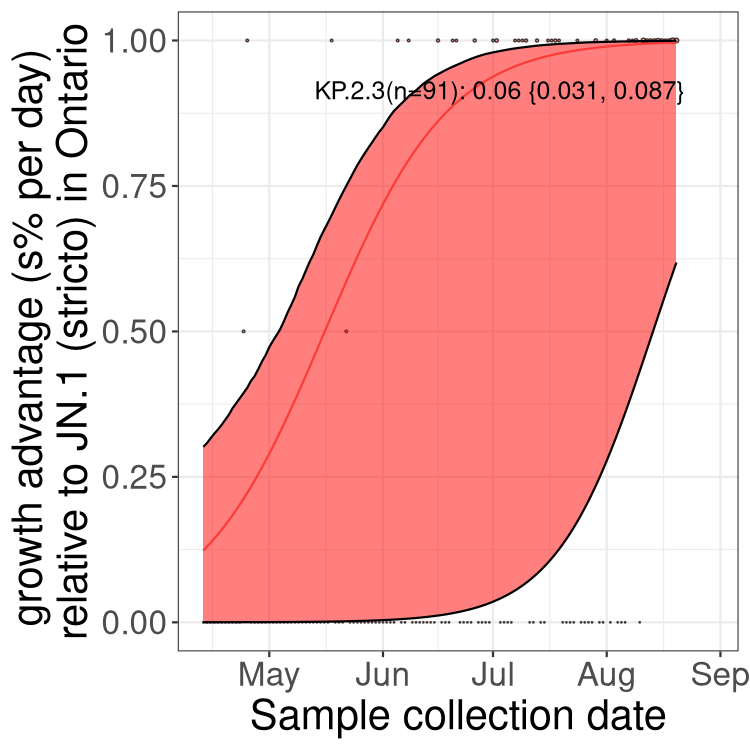 growth advantage (s% per day)
relative to JN.1 (stricto) in Ontario
1.00
0.75
0.50
0.25
0.00
KP.2.3(n=91): 0.06 {0.031, 0.087}
May Jun Jul Aug Sep
Sample collection date